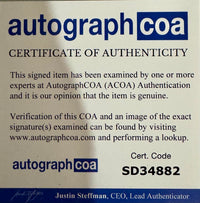 autographcoa
CERTIFICATE OF AUTHENTICITY
This signed item has been examined by one or more
experts at AutographCOA (ACOA) Authentication
and it is our opinion that the item is genuine.
Verification of this COA and an image of the exact
signature(s) examined can be found by visiting
www.autographcoa.com and performing a lookup.
autographcoa
Cert. Code
SD34882
Justin Steffman, CEO, Lead Authenticator